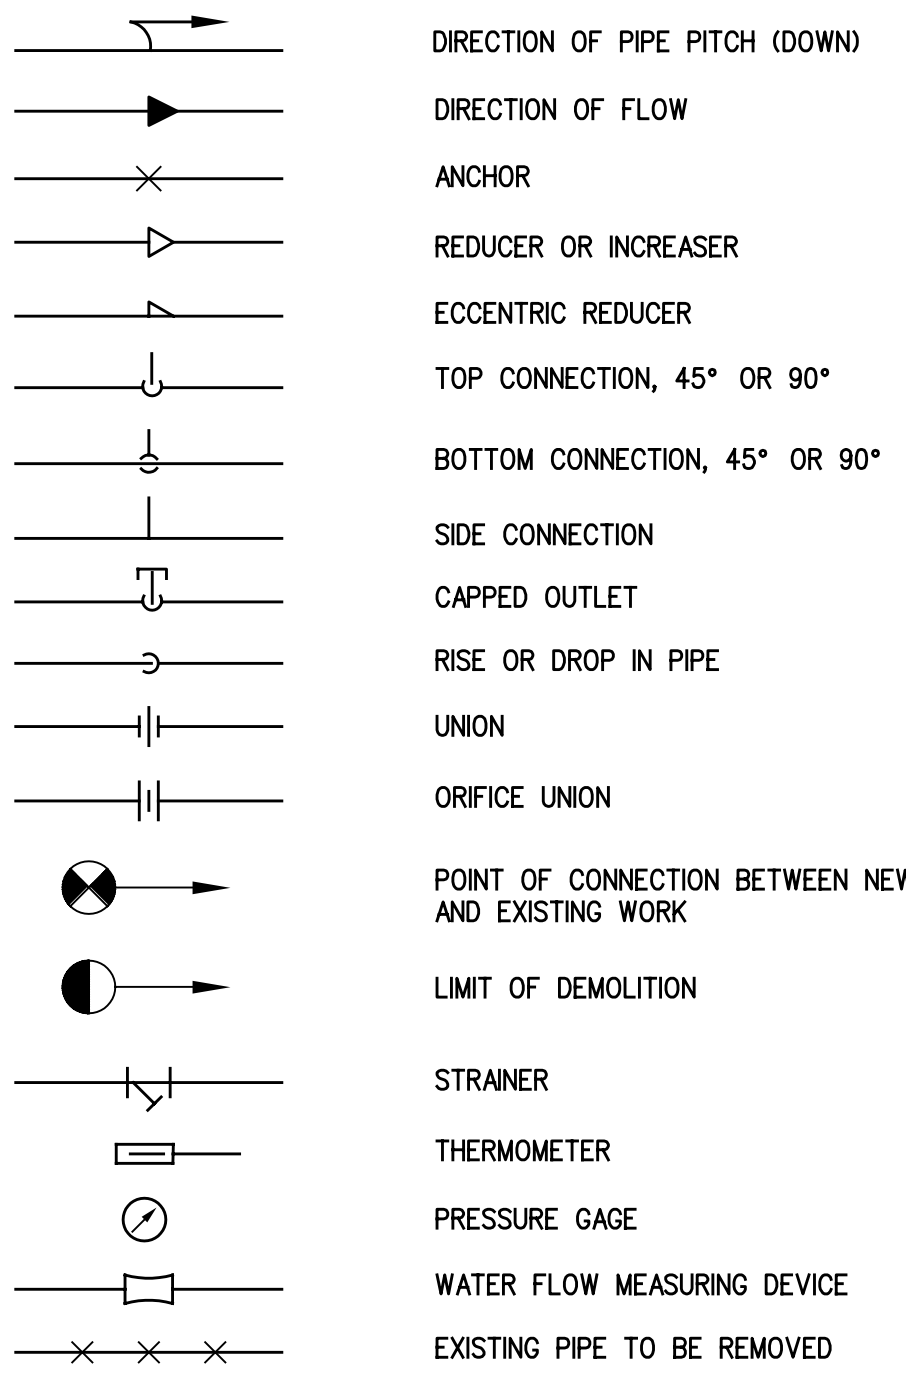 DIRECTION OF PIPE PITCH (DOWN)
DIRECTION OF FLOW
ANCHOR
REDUCER OR INCREASER
ECCENTRIC REDUCER
TOP CONNECTION, 45° OR 90°
BOTTOM CONNECTION, 45° OR 90°
SIDE CONNECTION
CAPPED OUTLET
RISE OR DROP IN PIPE
UNION
ORIFICE UNION
POINT OF CONNECTION BETWEEN NEW
AND EXISTING WORK
LIMIT OF DEMOLITION
STRAINER
THERMOMETER
PRESSURE GAGE
WATER FLOW MEASURING DEVICE
EXISTING PIPE TO BE REMOVED